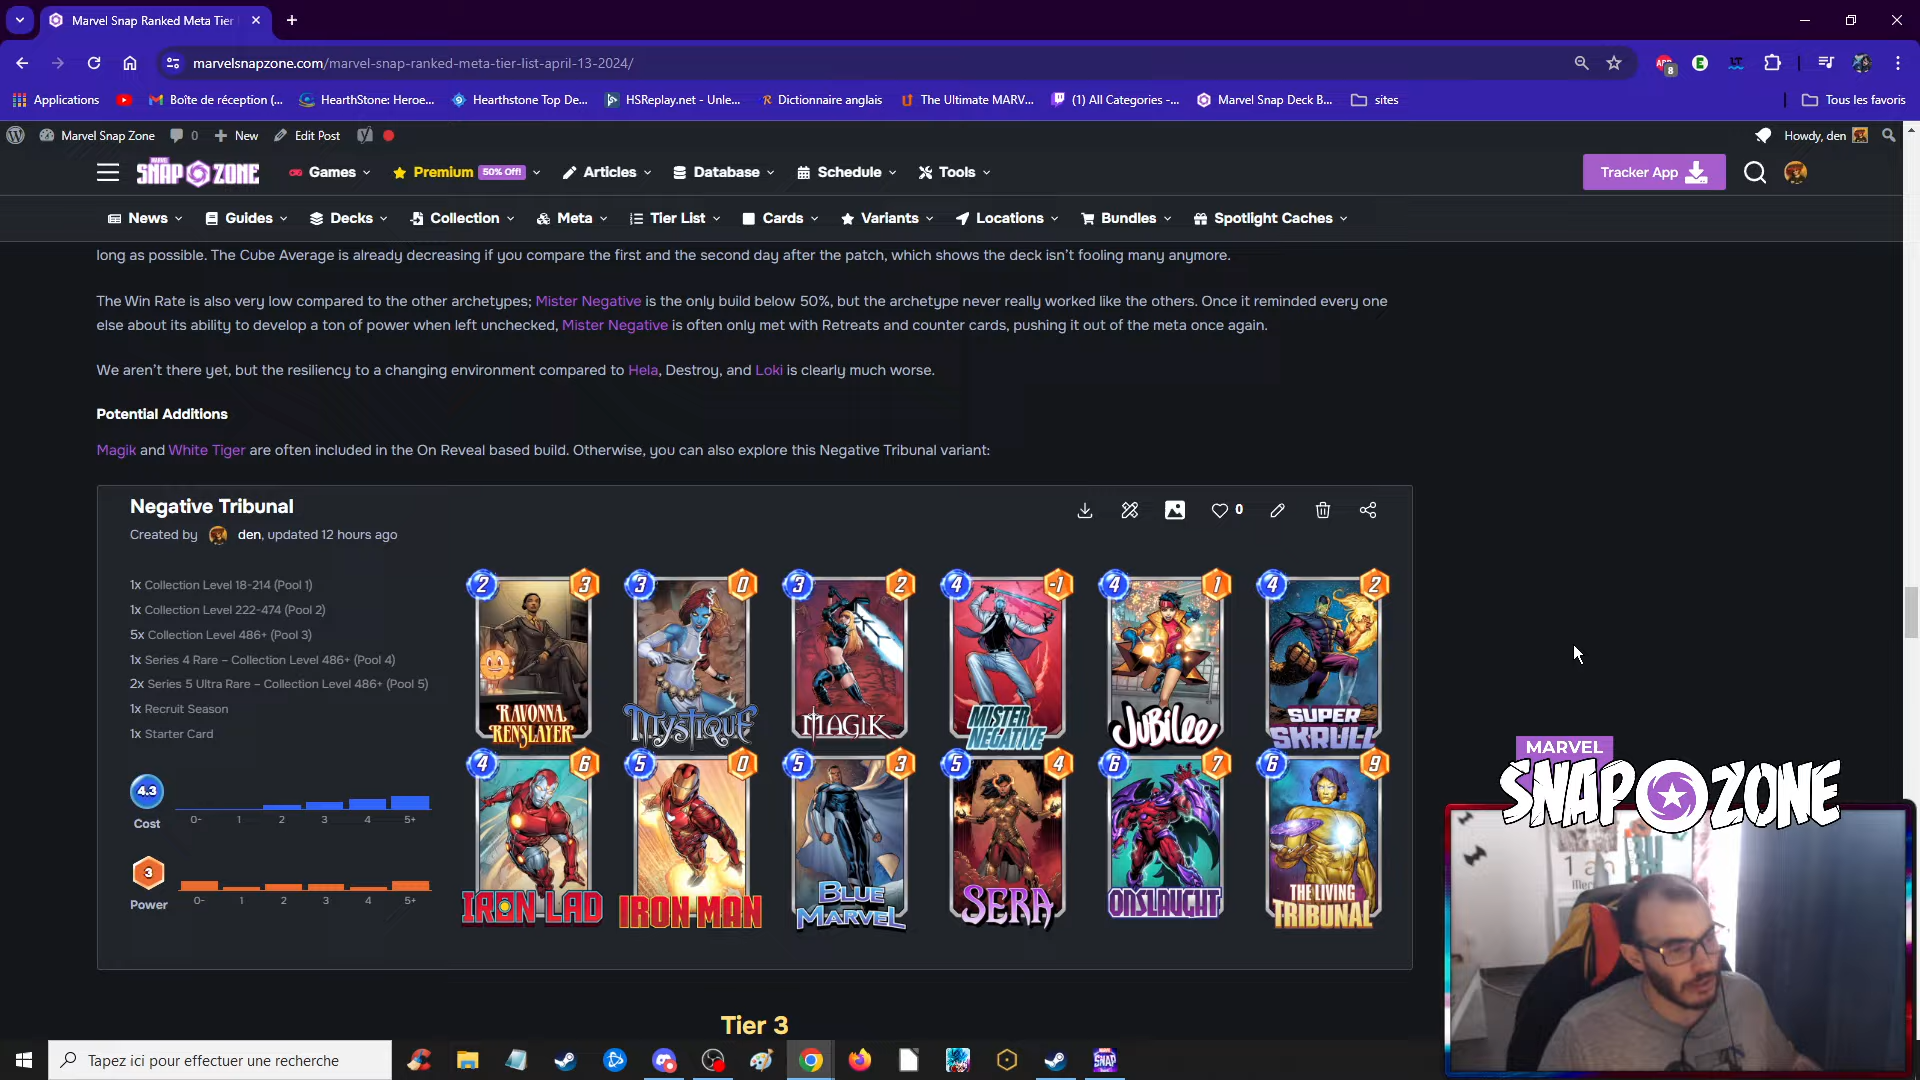 Marvel Snap Ranked Meta Tier
marvelsnapzone.com/marvel-snap-ranked-meta-tier-list-april-13-2024/
8
Applications
Boîte de réception (...
HearthStone: Heroe...
Hearthstone Top De...
HSReplay.net - Unle...
Dictionnaire anglais
The Ultimate MARV...
(1) All Categories -...
Marvel Snap Deck B...
sites
Tous les favoris
Marvel Snap Zone
0
New
Edit Post
Howdy, den
MARVEL SNAP ZONE
Games
Premium
50% Off!
Articles
Database
Schedule
Tools
Tracker App
News
Guides
Decks
Collection
Meta
Tier List
Cards
Variants
Locations
Bundles
Spotlight Caches
long as possible. The Cube Average is already decreasing if you compare the first and the second day after the patch, which shows the deck isn’t fooling many anymore.
The Win Rate is also very low compared to the other archetypes; Mister Negative is the only build below 50%, but the archetype never really worked like the others. Once it reminded every one
else about its ability to develop a ton of power when left unchecked, Mister Negative is often only met with Retreats and counter cards, pushing it out of the meta once again.
We aren’t there yet, but the resiliency to a changing environment compared to Hela, Destroy, and Loki is clearly much worse.
Potential Additions
Magik and White Tiger are often included in the On Reveal based build. Otherwise, you can also explore this Negative Tribunal variant:
Negative Tribunal
0
Created by den, updated 12 hours ago
1x Collection Level 18-214 (Pool 1)
1x Collection Level 222-474 (Pool 2)
5x Collection Level 486+ (Pool 3)
1x Series 4 Rare – Collection Level 486+ (Pool 4)
2x Series 5 Ultra Rare – Collection Level 486+ (Pool 5)
1x Recruit Season
1x Starter Card
4.3
Cost
0- 1 2 3 4 5+
3
Power
0- 1 2 3 4 5+
2 3 3 0 3 2 4 -1 4 1 4 2
RAVONNA RENSLAYER
MYSTIQUE
MAGIK
MISTER NEGATIVE
JUBILEE
SUPER SKRULL
4 6 5 0 5 3 5 4 6 7 6 9
IRON LAD
IRON MAN
BLUE MARVEL
SERA
ONSLAUGHT
THE LIVING TRIBUNAL
MARVEL
SNAP ZONE
Tier 3
Tapez ici pour effectuer une recherche